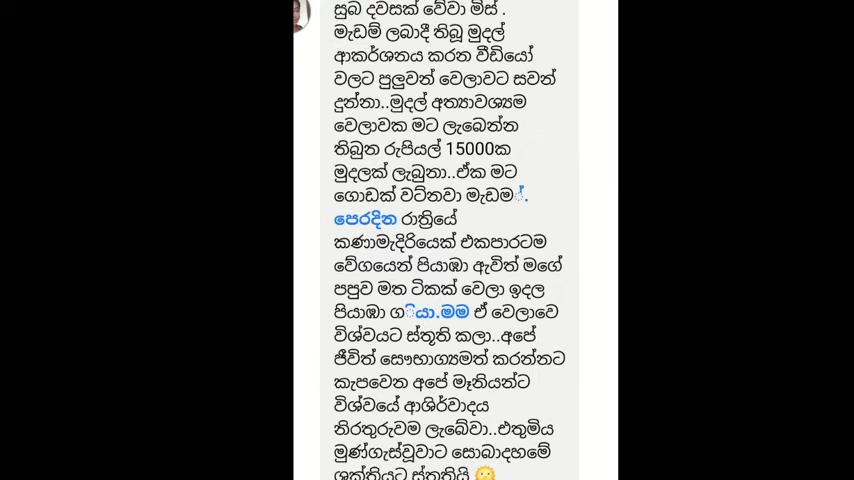 සුබ දවසක් වේවා මිස් .
මැඩම් ලබාදී තිබූ මුදල්
ආකර්ශනය කරන වීඩියෝ
වලට පුලුවන් වෙලාවට සවන්
දුන්නා..මුදල් අත්‍යාවශ්‍යම
වෙලාවක මට ලැබෙන්න
තිබුන රුපියල් 15000ක
මුදලක් ලැබුනා..ඒක මට
ගොඩක් වටිනවා මැඩම්.
පෙරදින රාත්‍රියේ
කණාමැදිරියෙක් එකපාරටම
වේගයෙන් පියාඹා ඇවිත් මගේ
පපුව මත ටිකක් වෙලා ඉදල
පියාඹා ගියා.මම ඒ වෙලාවෙ
විශ්වයට ස්තූති කලා..අපේ
ජීවිත් සෞභාග්‍යමත් කරන්නට
කැපවෙන අපේ මෑනියන්ට
විශ්වයේ ආශිර්වාදය
නිරතුරුවම ලැබේවා..එතුමිය
මුණ්ගැස්වූවාට සොබාදහමේ
ශක්තියට ස්තූතියි 🌞